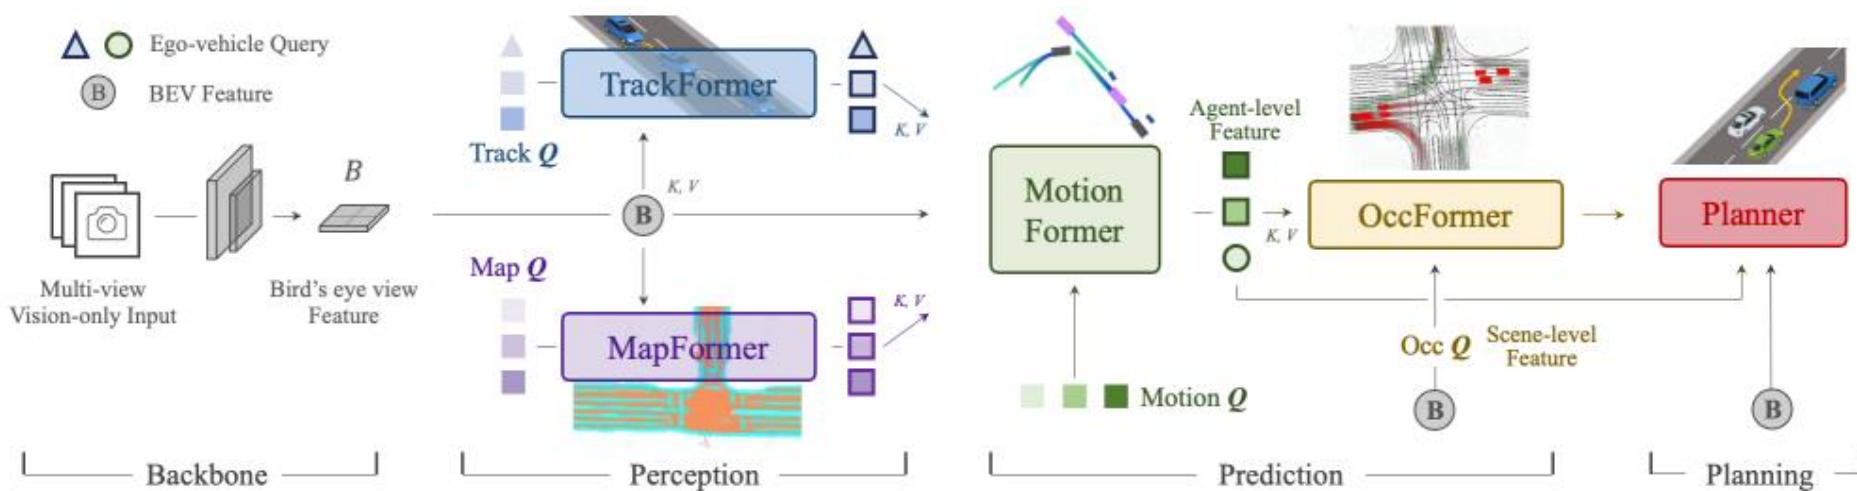 Ego-vehicle Query
B
BEV Feature
B
Multi-view
Vision-only Input
Bird's eye view
Feature
Backbone
TrackFormer
Track Q
K, V
K, V
B
Map Q
K, V
MapFormer
Perception
Motion
Former
Agent-level
Feature
K, V
OccFormer
Planner
Occ Q
Scene-level
Feature
Motion Q
B
B
Prediction
Planning